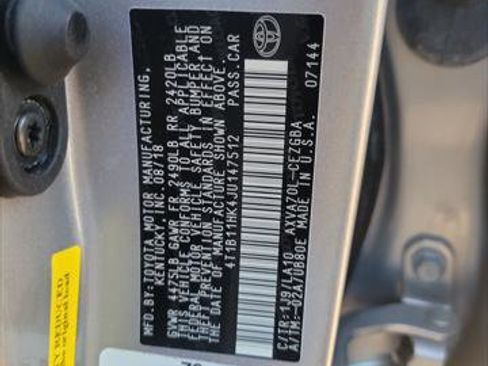 MFD.BY:TOYOTA MOTOR MANUFACTURING,
KENTUCKY,INC. 08/18
GVWR 4475LB GAWR FR 2490LB RR 2420LB
THIS VEHICLE CONFORMS TO ALL APPLICABLE
FEDERAL MOTOR VEHICLE SAFETY, BUMPER, AND
THEFT PREVENTION STANDARDS IN EFFECT ON
THE DATE OF MANUFACTURE SHOWN ABOVE.
4T1B11HK4JU147512 PASS.CAR
C/TR:1J9/LA10 AXVA70L-CEZGBA
A/TM:-02A/UB80E MADE IN U.S.A. 07144
REDUCE